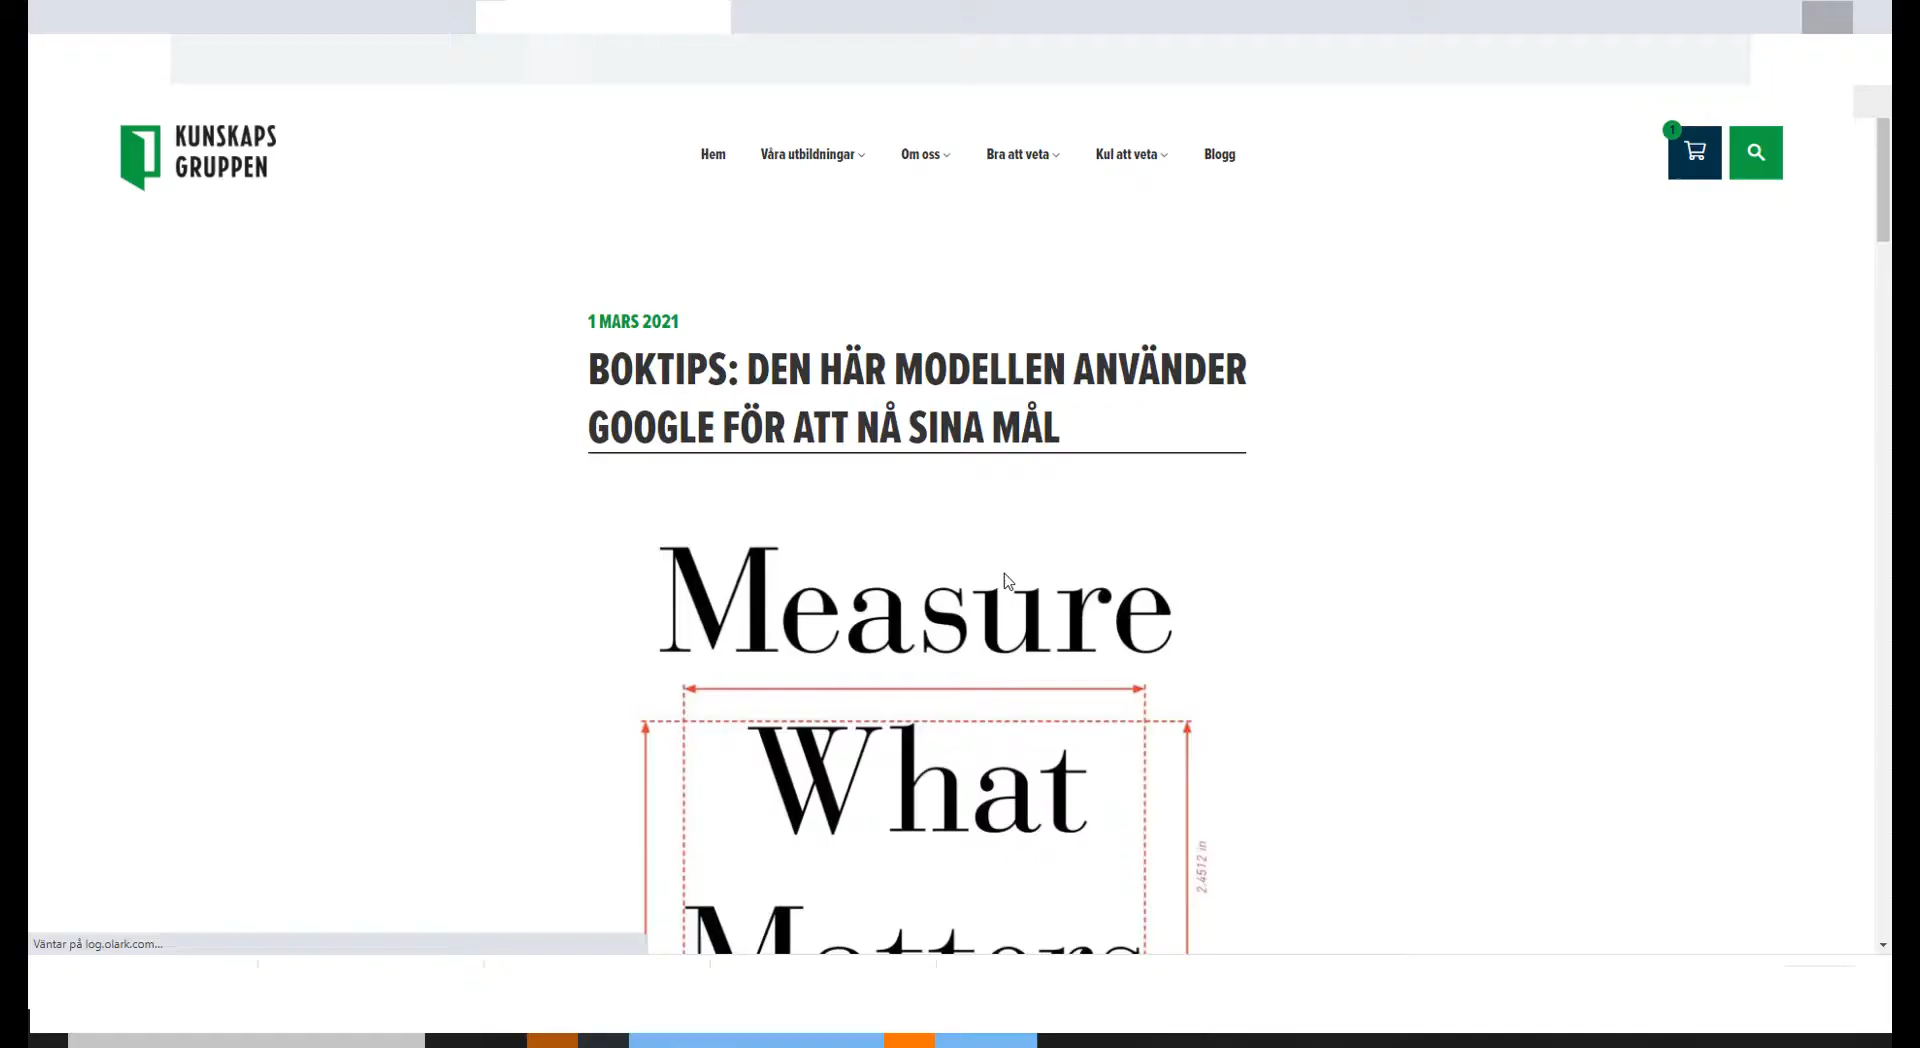 KUNSKAPS
GRUPPEN
Hem Våra utbildningar Om oss Bra att veta Kul att veta Blogg
1
1 MARS 2021
BOKTIPS: DEN HÄR MODELLEN ANVÄNDER
GOOGLE FÖR ATT NÅ SINA MÅL
Measure
What
2.4512 in
Matters
Väntar på log.olark.com...